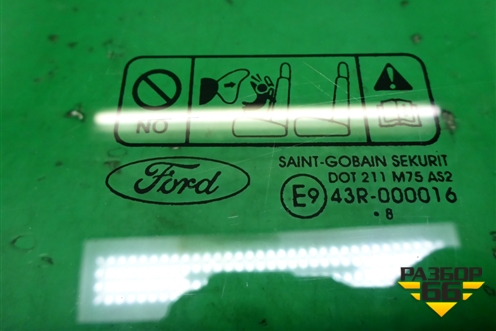 NO
Ford
SAINT-GOBAIN SEKURIT
DOT 211 M75 AS2
E9 43R-000016
. 8
РАЗБОР
66